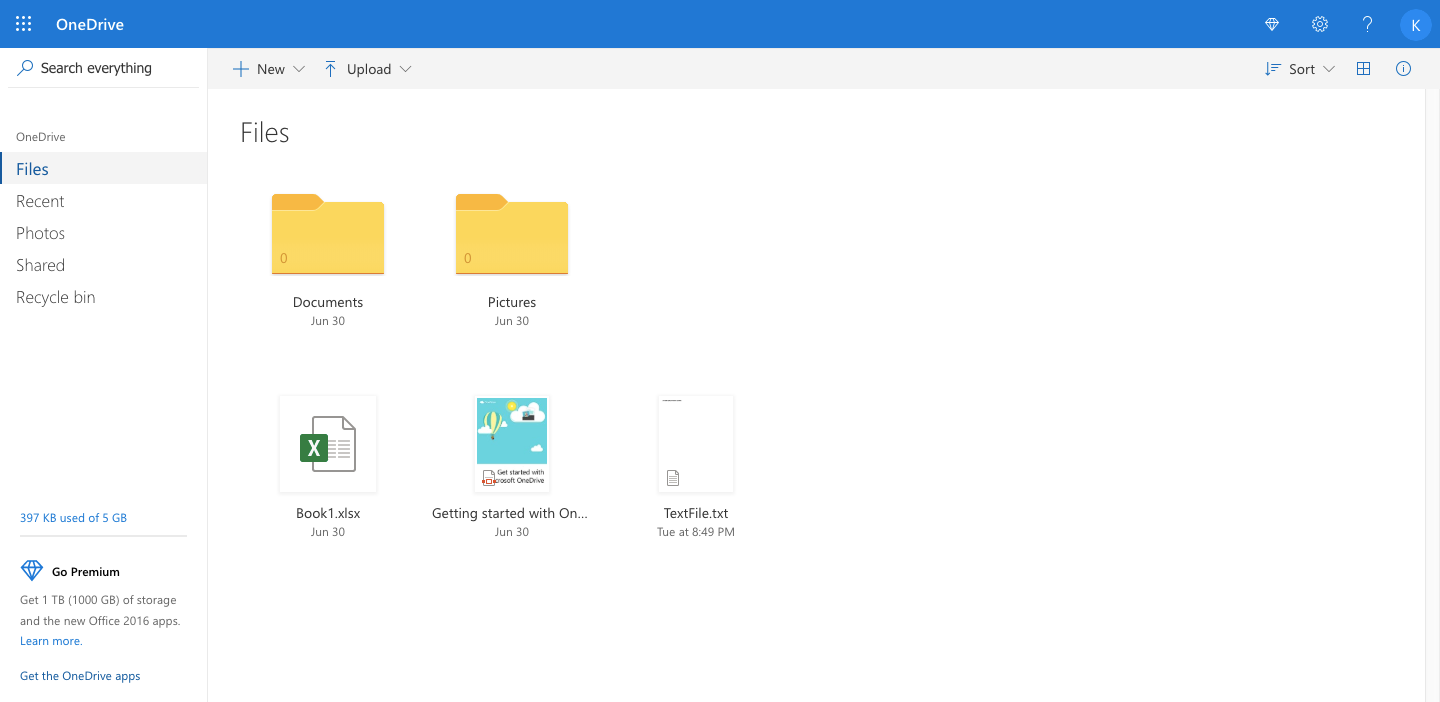 OneDrive
K
Search everything
New
Upload
Sort
OneDrive
Files
Recent
Photos
Shared
Recycle bin
397 KB used of 5 GB
Go Premium
Get 1 TB (1000 GB) of storage
and the new Office 2016 apps.
Learn more.
Get the OneDrive apps
Files
0
Documents
Jun 30
0
Pictures
Jun 30
X
Book1.xlsx
Jun 30
Get started with
crosoft OneDrive
Getting started with On...
Jun 30
TextFile.txt
Tue at 8:49 PM